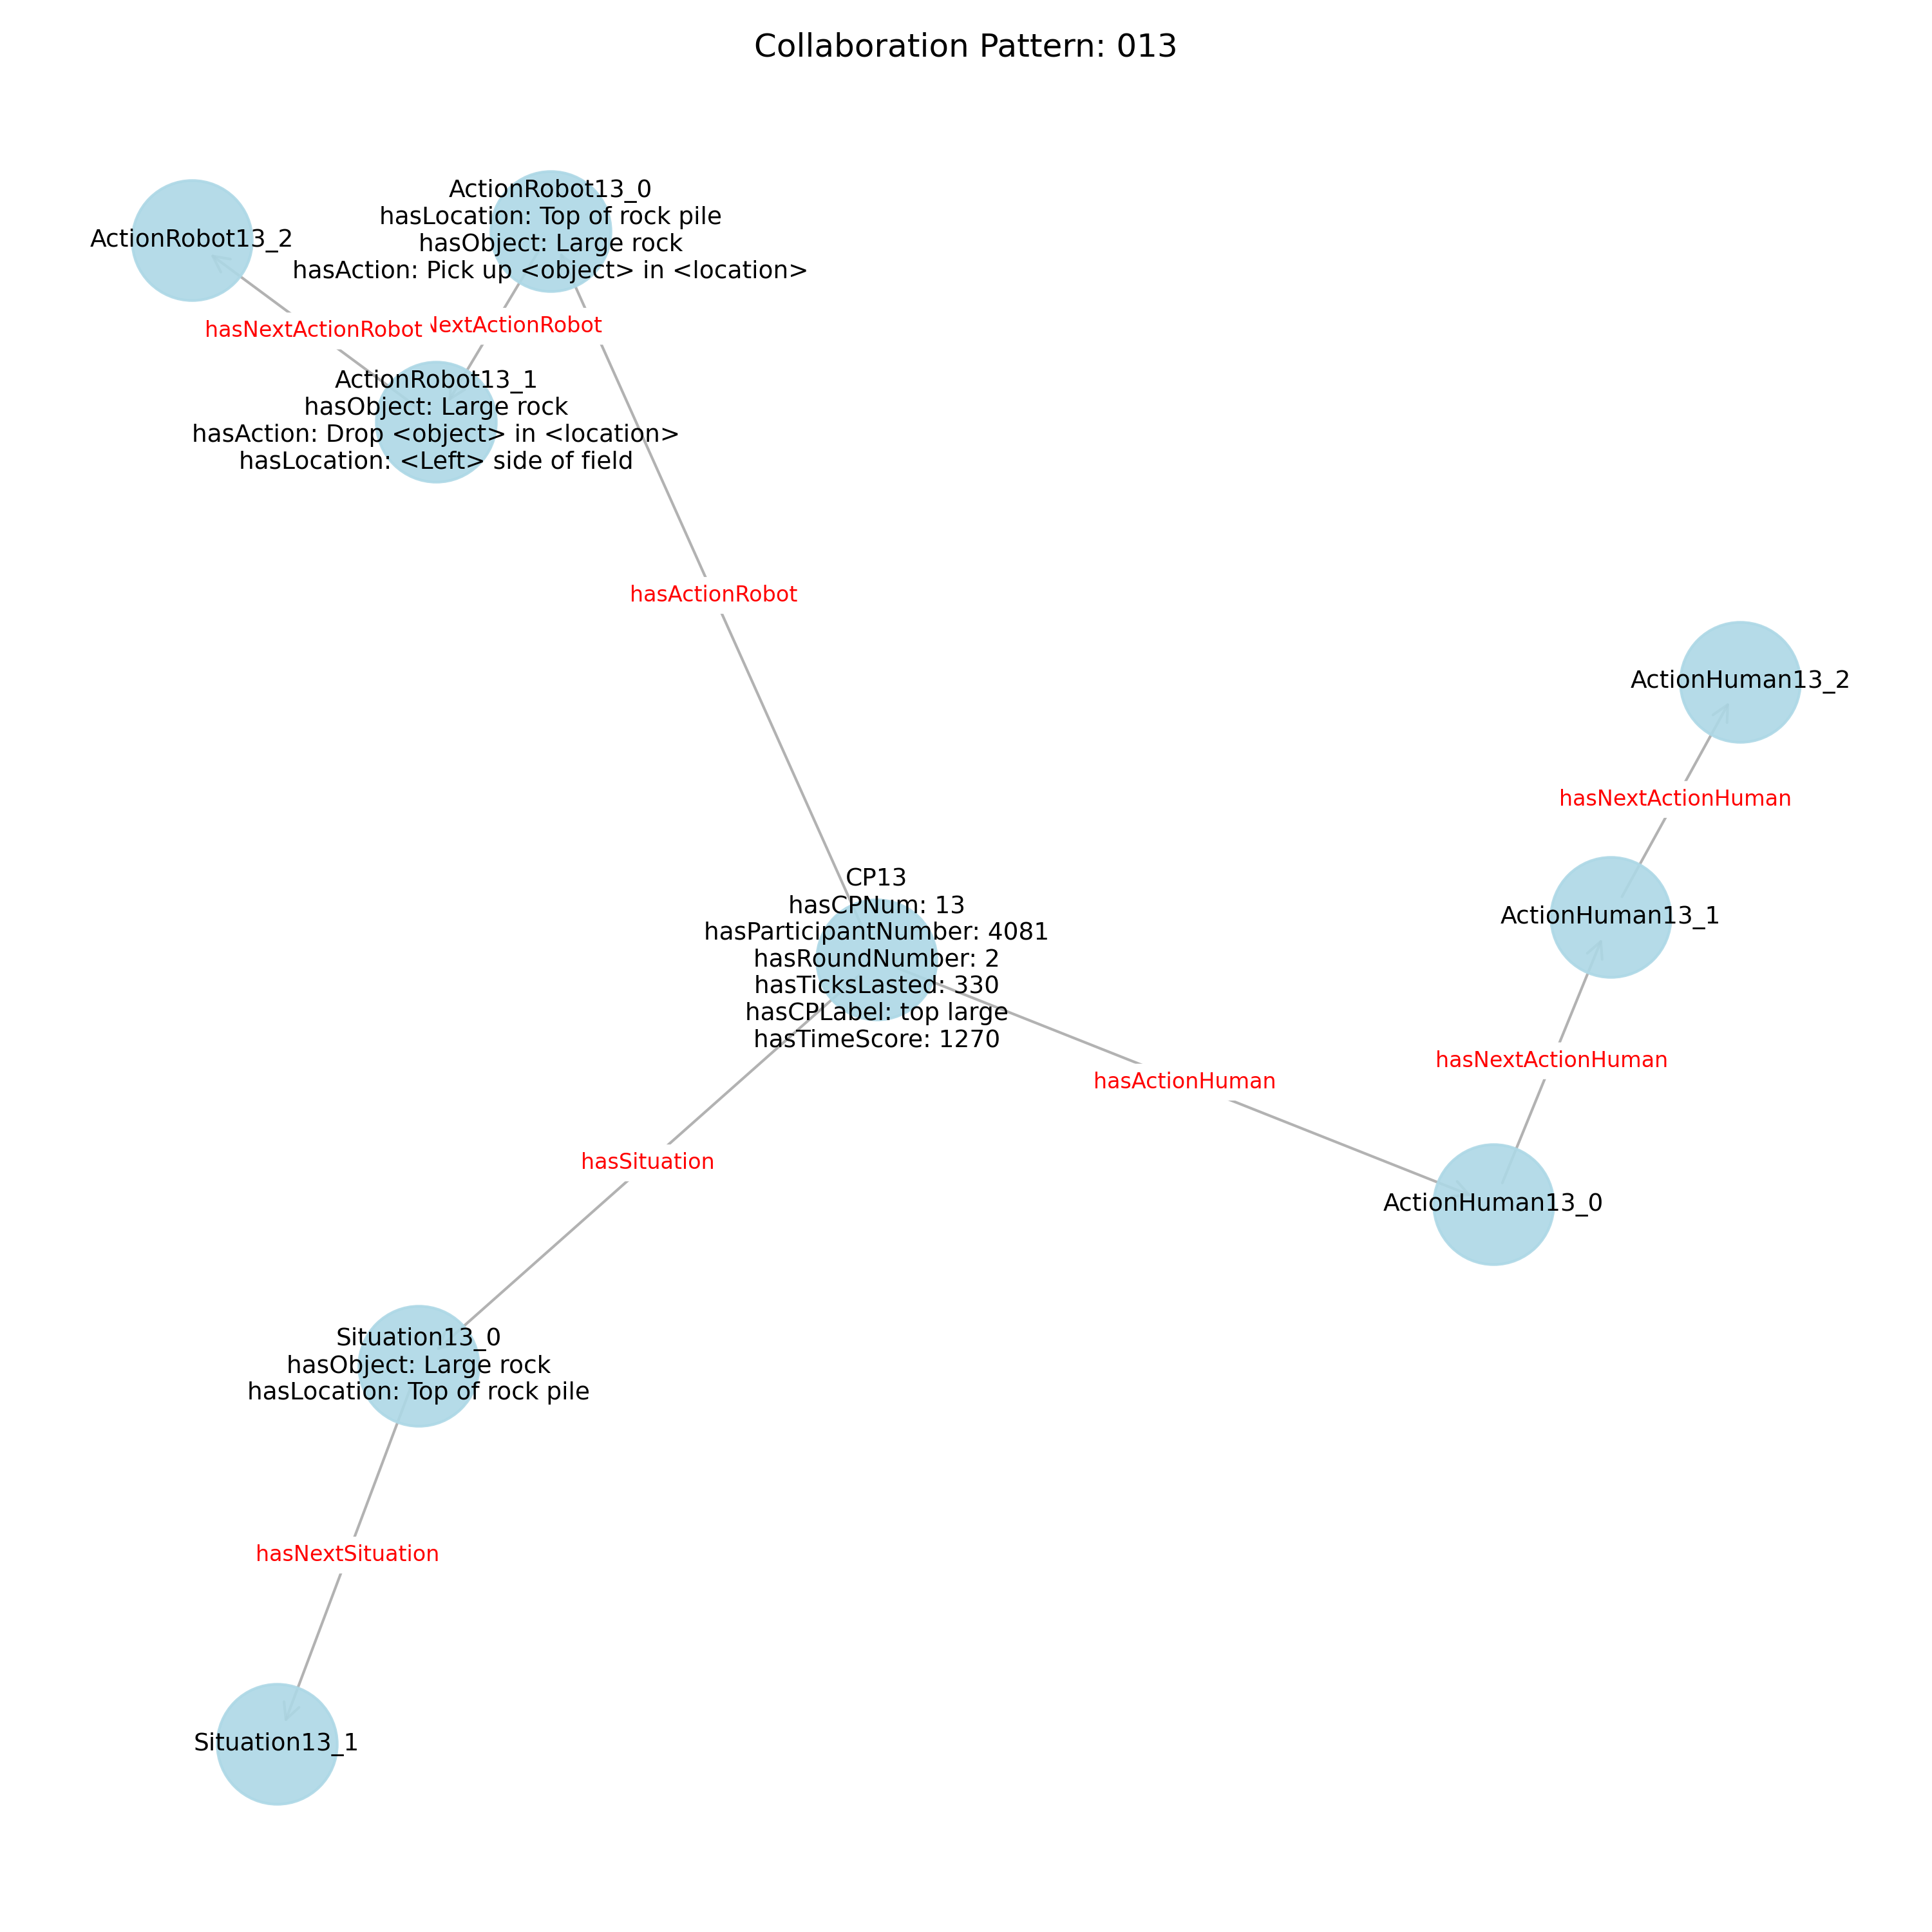 Collaboration Pattern: 013
ActionRobot13_0
hasLocation: Top of rock pile
hasObject: Large rock
hasAction: Pick up <object> in <location>
ActionRobot13_2
hasNextActionRobot
NextActionRobot
ActionRobot13_1
hasObject: Large rock
hasAction: Drop <object> in <location>
hasLocation: <Left> side of field
hasActionRobot
ActionHuman13_2
hasNextActionHuman
CP13
hasCPNum: 13
hasParticipantNumber: 4081
hasRoundNumber: 2
hasTicksLasted: 330
hasCPLabel: top large
hasTimeScore: 1270
ActionHuman13_1
hasNextActionHuman
hasActionHuman
hasSituation
ActionHuman13_0
Situation13_0
hasObject: Large rock
hasLocation: Top of rock pile
hasNextSituation
Situation13_1